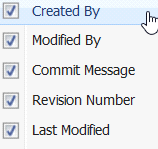 Created By
Modified By
Commit Message
Revision Number
Last Modified